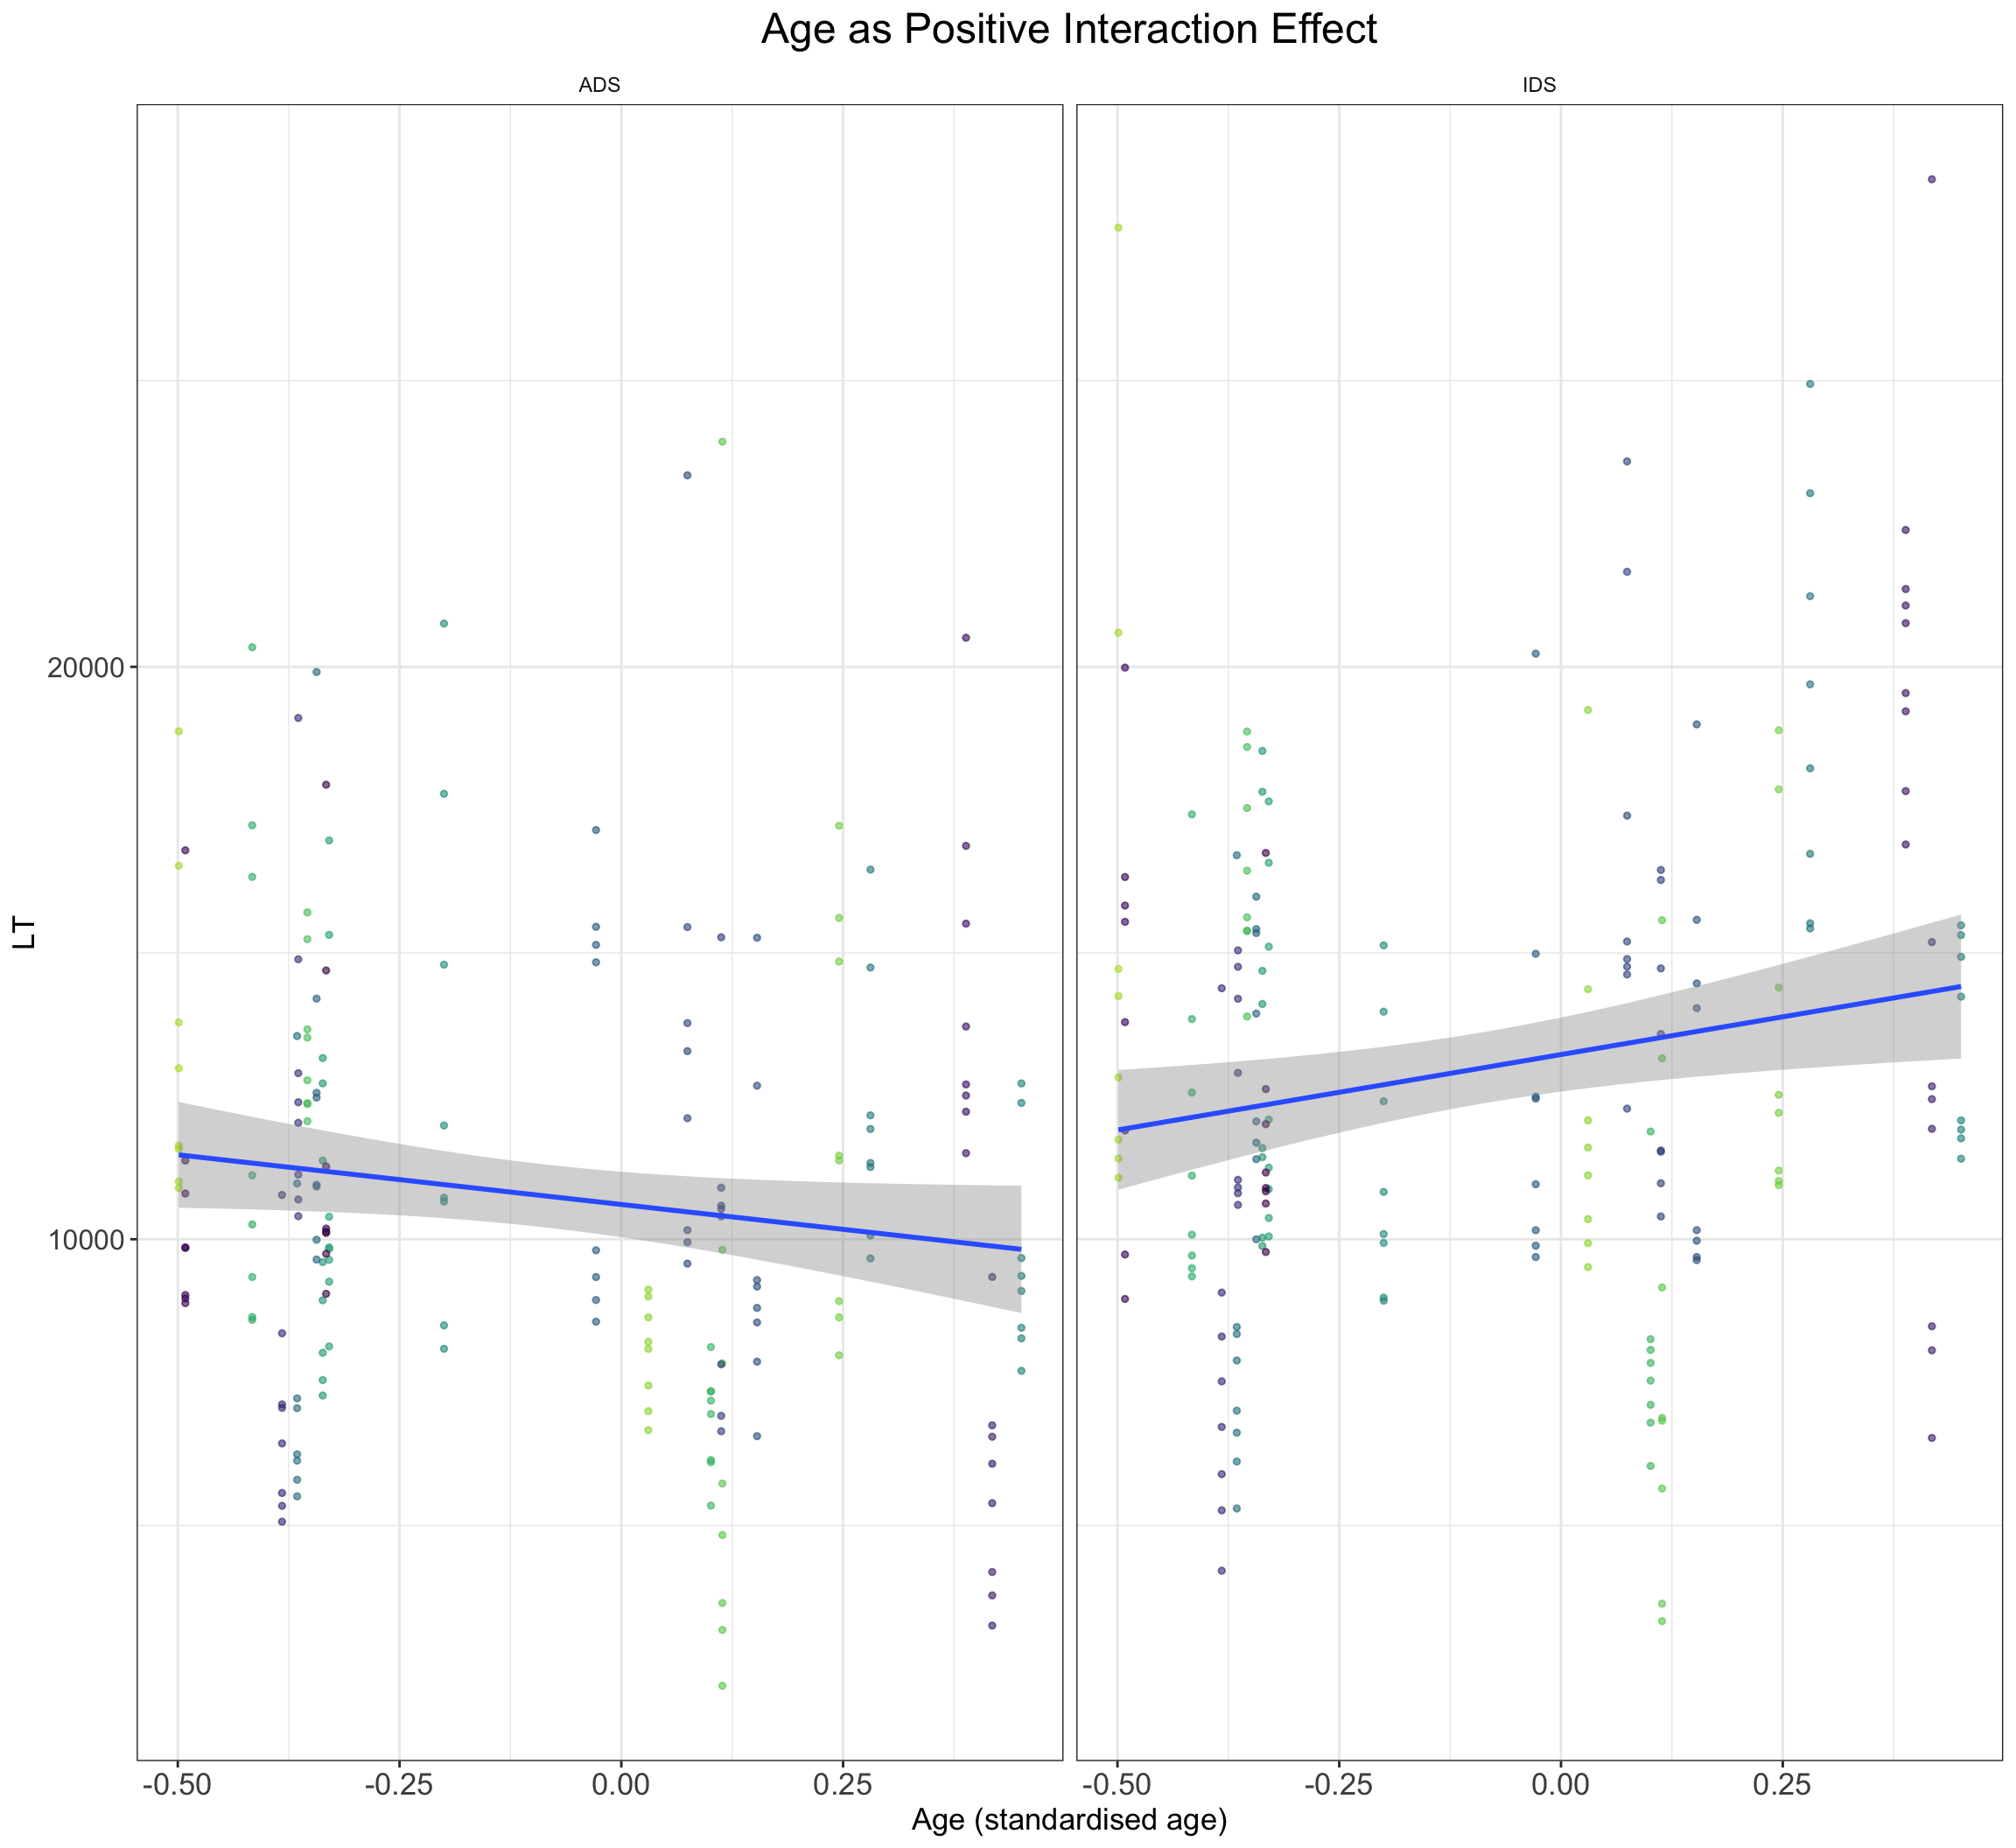 Age as Positive Interaction Effect
ADS
IDS
LT
20000
10000
-0.50
-0.25
0.00
0.25
-0.50
-0.25
0.00
0.25
Age (standardised age)